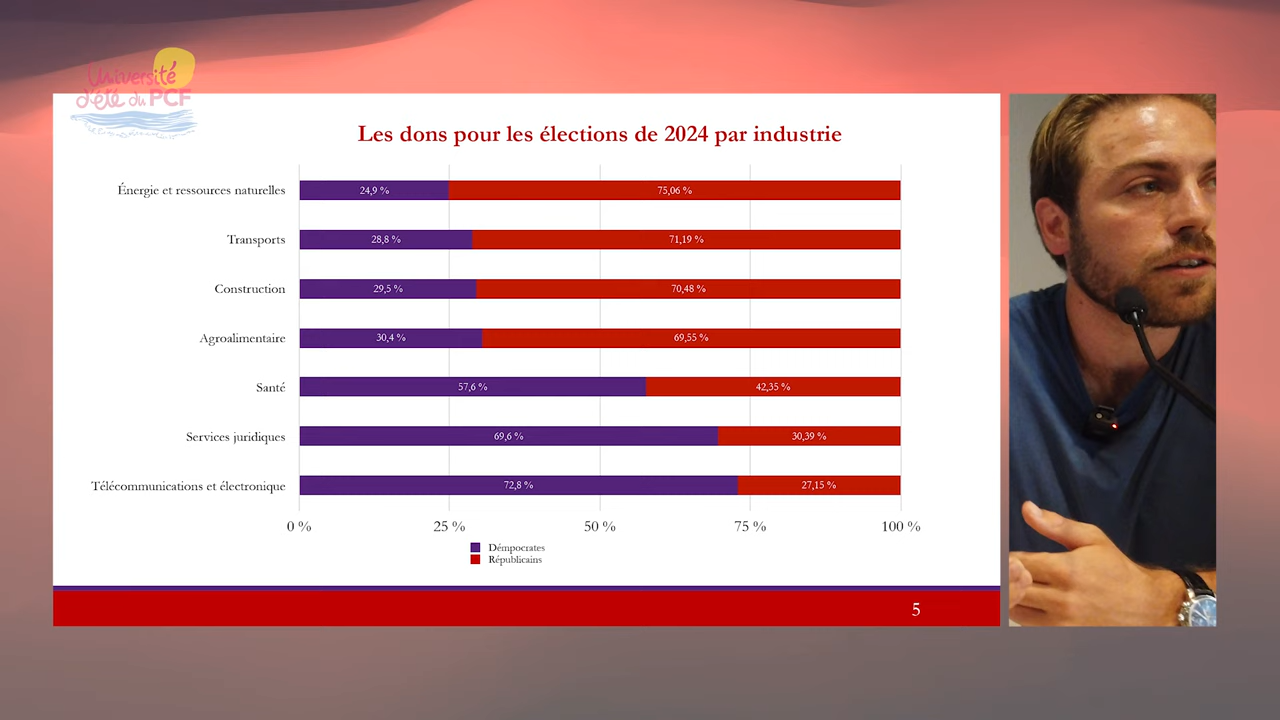 Université
d'été du PCF
Les dons pour les élections de 2024 par industrie
Énergie et ressources naturelles
24,9 %
75,06 %
Transports
28,8 %
71,19 %
Construction
29,5 %
70,48 %
Agroalimentaire
30,4 %
69,55 %
Santé
57,6 %
42,35 %
Services juridiques
69,6 %
30,39 %
Télécommunications et électronique
72,8 %
27,15 %
0 %
25 %
50 %
75 %
100 %
Démpocrates
Républicains
5